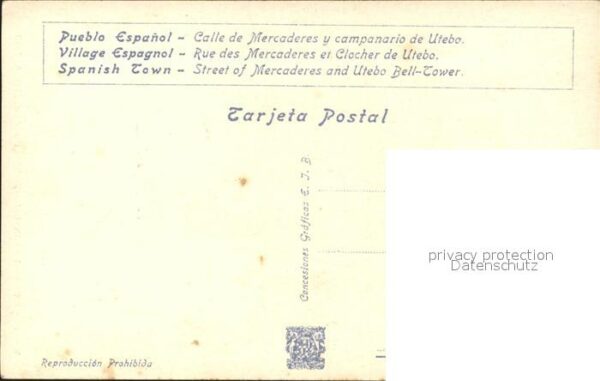 Pueblo Español – Calle de Mercaderes y campanario de Utebo.
Village Espagnol – Rue des Mercaderes et Clocher de Utebo.
Spanish Town – Street of Mercaderes and Utebo Bell-Tower.
Tarjeta Postal
Concesiones Gráficas E. I. B.
privacy protection
Datenschutz
Reproducción Prohibida